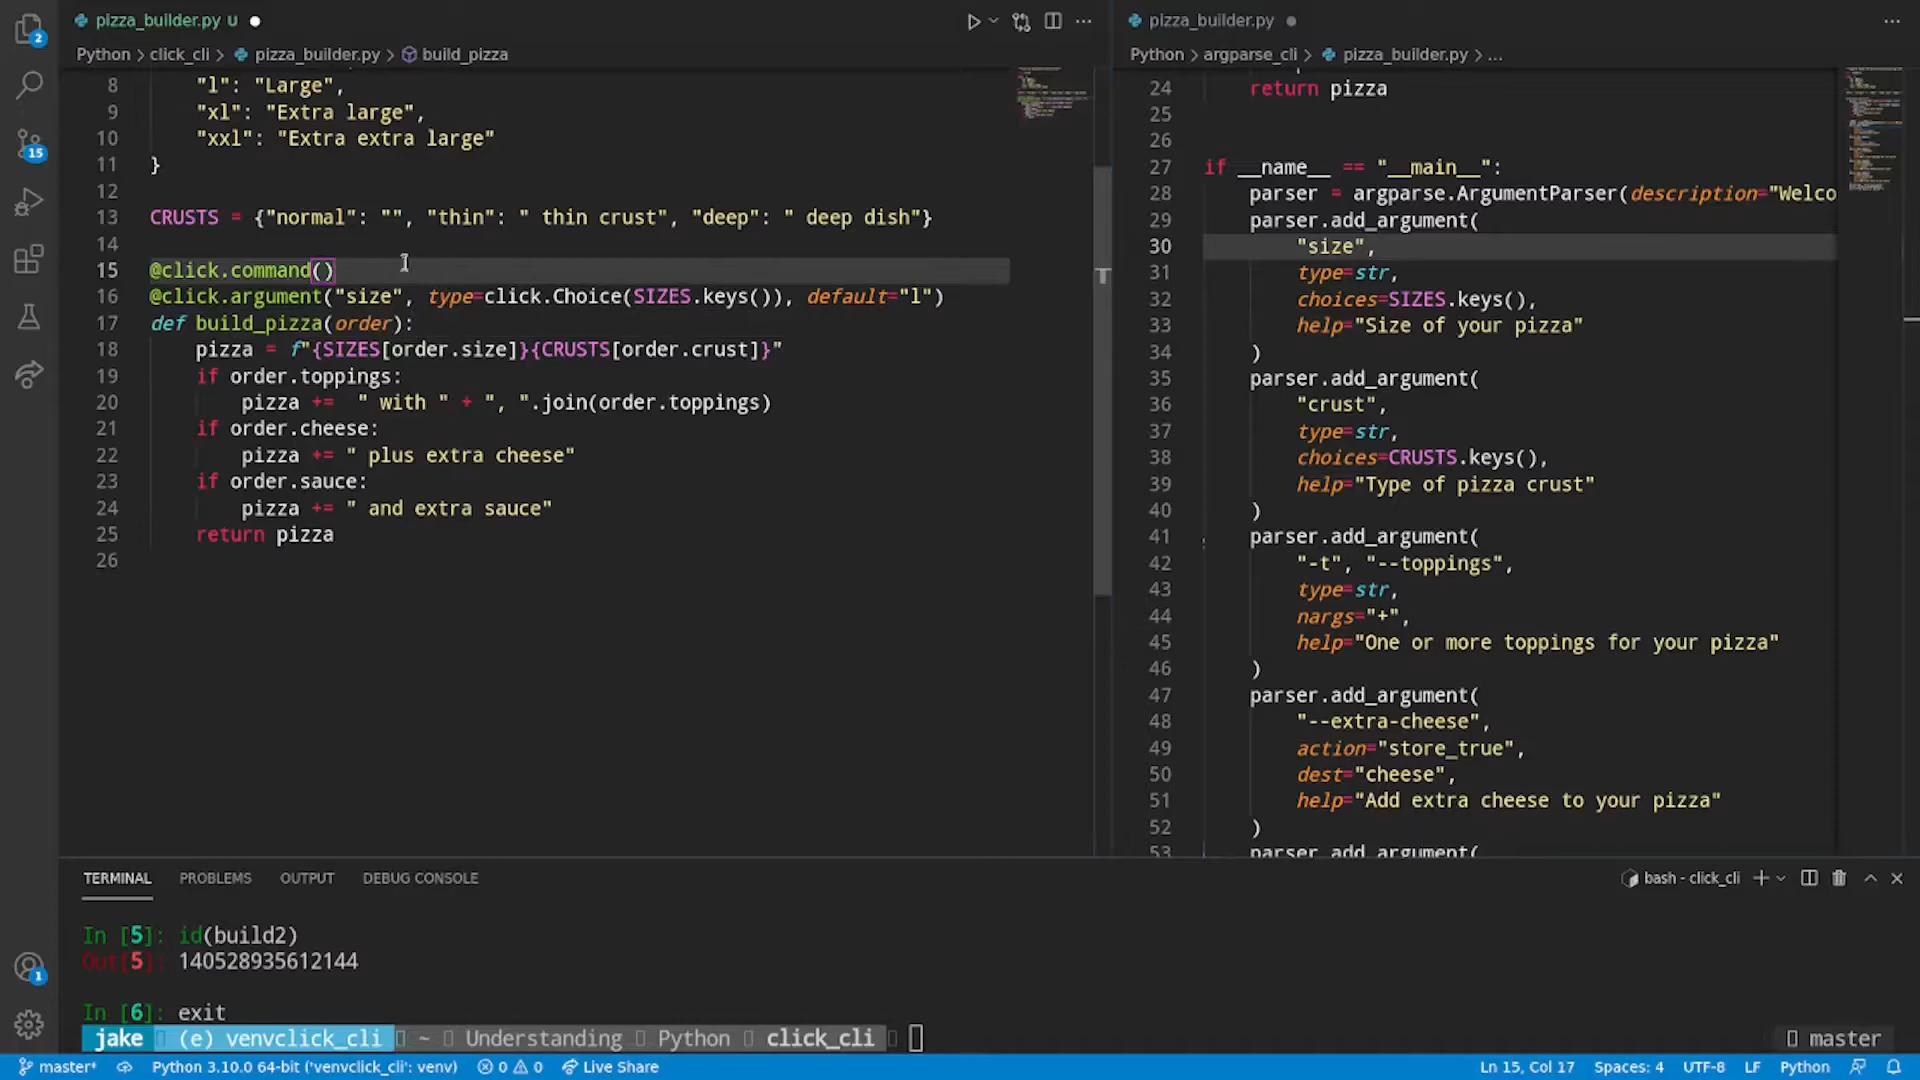 pizza_builder.py U
Python > click_cli > pizza_builder.py > build_pizza
8 "l": "Large",
9 "xl": "Extra large",
10 "xxl": "Extra extra large"
11 }
12
13 CRUSTS = {"normal": "", "thin": " thin crust", "deep": " deep dish"}
14
15 @click.command()
16 @click.argument("size", type=click.Choice(SIZES.keys()), default="l")
17 def build_pizza(order):
18 pizza = f"{SIZES[order.size]}{CRUSTS[order.crust]}"
19 if order.toppings:
20 pizza += " with " + ", ".join(order.toppings)
21 if order.cheese:
22 pizza += " plus extra cheese"
23 if order.sauce:
24 pizza += " and extra sauce"
25 return pizza
26
pizza_builder.py
Python > argparse_cli > pizza_builder.py > ...
24 return pizza
25
26
27 if __name__ == "__main__":
28 parser = argparse.ArgumentParser(description="Welco
29 parser.add_argument(
30 "size",
31 type=str,
32 choices=SIZES.keys(),
33 help="Size of your pizza"
34 )
35 parser.add_argument(
36 "crust",
37 type=str,
38 choices=CRUSTS.keys(),
39 help="Type of pizza crust"
40 )
41 parser.add_argument(
42 "-t", "--toppings",
43 type=str,
44 nargs="+",
45 help="One or more toppings for your pizza"
46 )
47 parser.add_argument(
48 "--extra-cheese",
49 action="store_true",
50 dest="cheese",
51 help="Add extra cheese to your pizza"
52 )
53 parser.add_argument(
2
15
1
TERMINAL PROBLEMS OUTPUT DEBUG CONSOLE
bash - click_cli
In [5]: id(build2)
Out[5]: 140528935612144
In [6]: exit
jake (e) venvclick_cli ~ Understanding Python click_cli master
master* Python 3.10.0 64-bit ('venvclick_cli': venv) 0 0 Live Share Ln 15, Col 17 Spaces: 4 UTF-8 LF Python